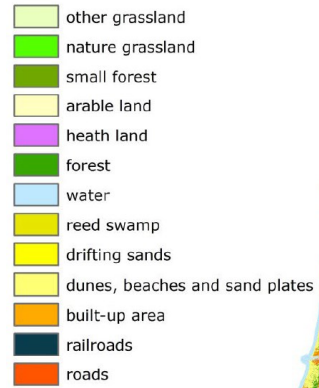 other grassland
nature grassland
small forest
arable land
heath land
forest
water
reed swamp
drifting sands
dunes, beaches and sand plates
built-up area
railroads
roads